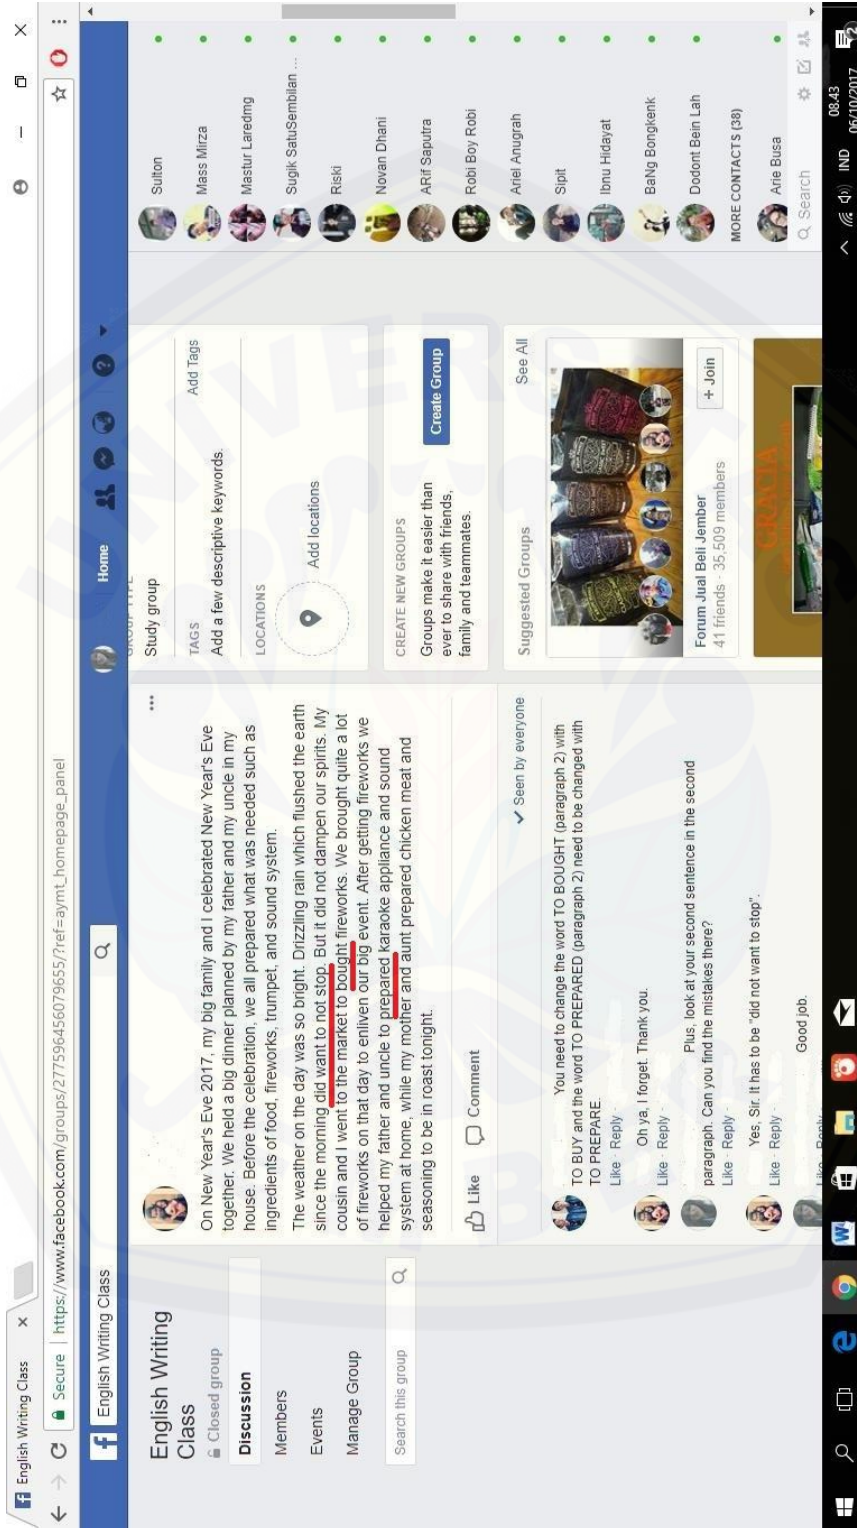 English Writing Class
Secure
https://www.facebook.com/groups/277596456079655/?ref=aymt_homepage_panel
English Writing Class
Home
English Writing
Class
Closed group
Discussion
Members
Events
Manage Group
Search this group
On New Year's Eve 2017, my big family and I celebrated New Year's Eve
together. We held a big dinner planned by my father and my uncle in my
house. Before the celebration, we all prepared what was needed such as
ingredients of food, fireworks, trumpet, and sound system.
The weather on the day was so bright. Drizzling rain which flushed the earth
since the morning did want to not stop. But it did not dampen our spirits. My
cousin and I went to the market to bought fireworks. We brought quite a lot
of fireworks on that day to enliven our big event. After getting fireworks we
helped my father and uncle to prepared karaoke appliance and sound
system at home, while my mother and aunt prepared chicken meat and
seasoning to be in roast tonight.
Like Comment
Seen by everyone
You need to change the word TO BOUGHT (paragraph 2) with
TO BUY and the word TO PREPARED (paragraph 2) need to be changed with
TO PREPARE.
Like · Reply ·
Oh ya, I forget. Thank you.
Like · Reply ·
Plus, look at your second sentence in the second
paragraph. Can you find the mistakes there?
Like · Reply ·
Yes, Sir. It has to be "did not want to stop".
Like · Reply ·
Good job.
Like · Reply
GROUP TYPE
Study group
TAGS
Add Tags
Add a few descriptive keywords.
LOCATIONS
Add locations
CREATE NEW GROUPS
Groups make it easier than
ever to share with friends,
family and teammates.
Create Group
Suggested Groups
See All
Forum Jual Beli Jember
41 friends · 35,509 members
+ Join
GRACIA
Sulton
Mass Mirza
Mastur Laredmg
Sugik SatuSembilan ...
Riski
Novan Dhani
ARif Saputra
Robi Boy Robi
Ariel Anugrah
Sipit
Ibnu Hidayat
BaNg Bongkenk
Dodont Bein Lah
MORE CONTACTS (38)
Arie Busa
Search
IND
08.43
06/10/2017
2